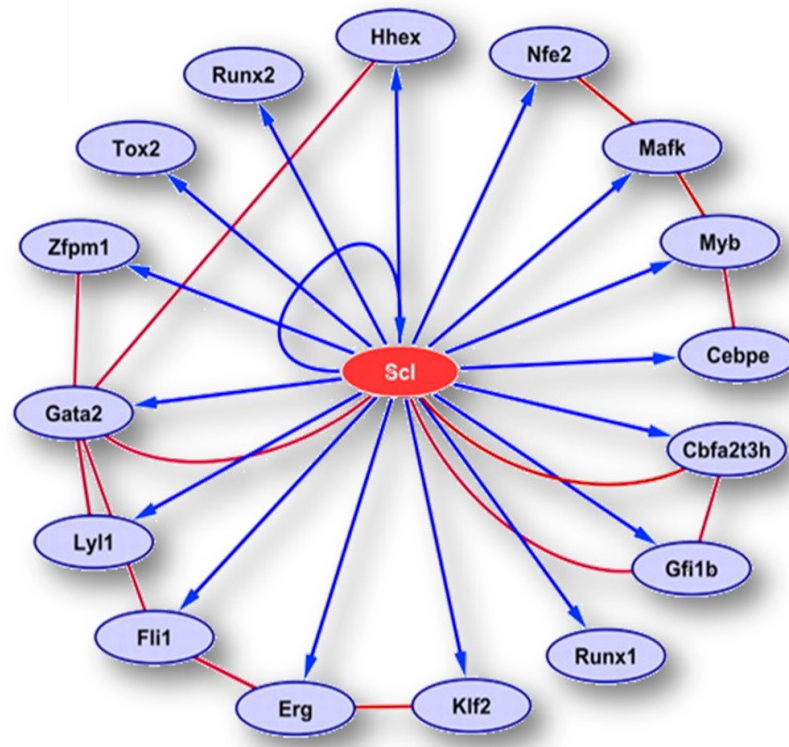 Hhex
Nfe2
Runx2
Tox2
Mafk
Zfpm1
Myb
Scl
Cebpe
Gata2
Cbfa2t3h
Lyl1
Gfi1b
Fli1
Runx1
Erg
Klf2